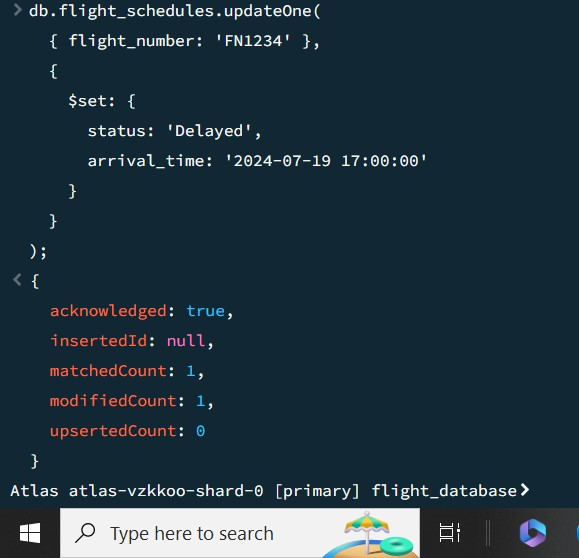 > db.flight_schedules.updateOne(
{ flight_number: 'FN1234' },
{
$set: {
status: 'Delayed',
arrival_time: '2024-07-19 17:00:00'
}
}
);
< {
acknowledged: true,
insertedId: null,
matchedCount: 1,
modifiedCount: 1,
upsertedCount: 0
}
Atlas atlas-vzkkoo-shard-0 [primary] flight_database>
Type here to search